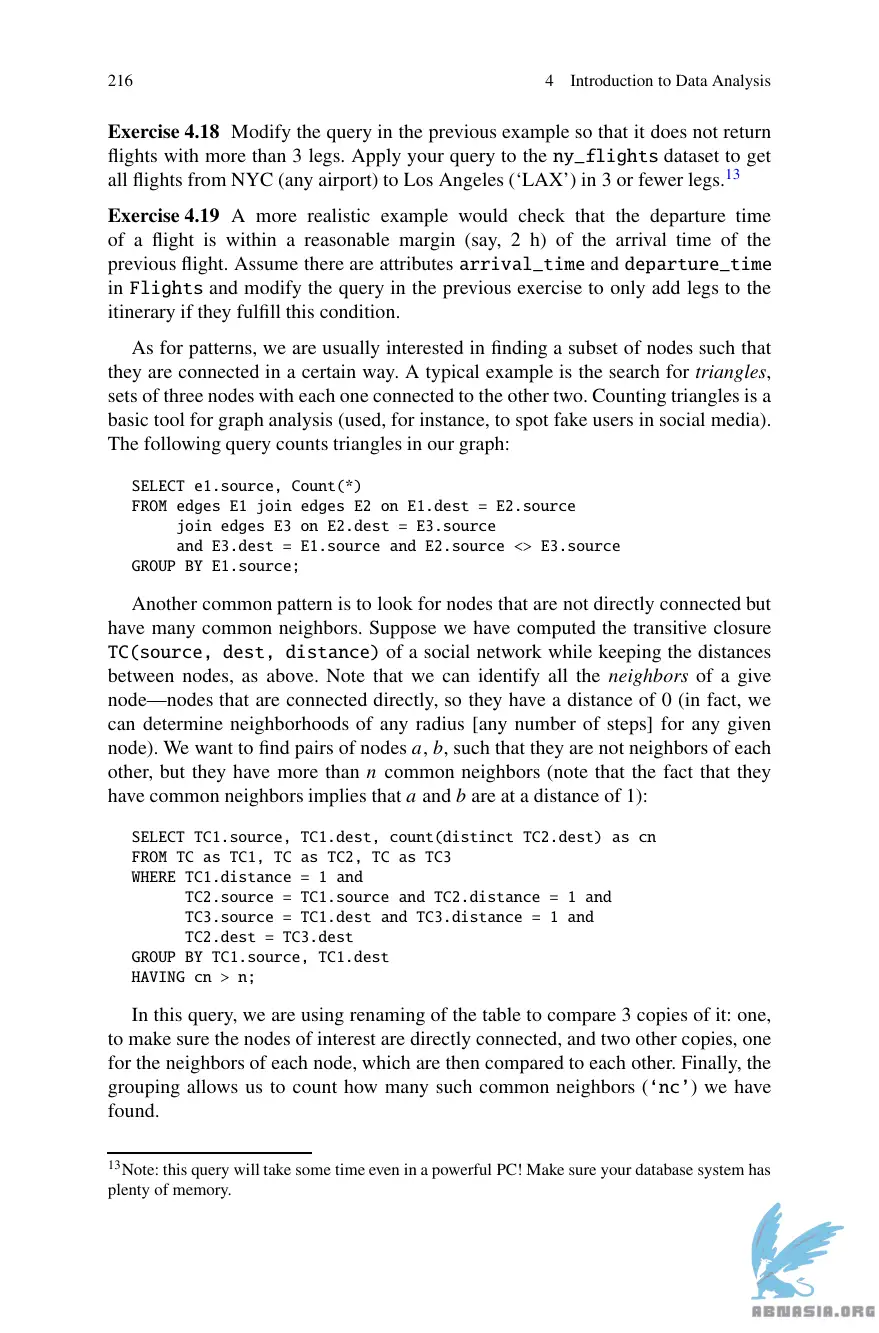 216
4 Introduction to Data Analysis
Exercise 4.18 Modify the query in the previous example so that it does not return
flights with more than 3 legs. Apply your query to the ny_flights dataset to get
all flights from NYC (any airport) to Los Angeles (‘LAX’) in 3 or fewer legs.13
Exercise 4.19 A more realistic example would check that the departure time
of a flight is within a reasonable margin (say, 2 h) of the arrival time of the
previous flight. Assume there are attributes arrival_time and departure_time
in Flights and modify the query in the previous exercise to only add legs to the
itinerary if they fulfill this condition.
As for patterns, we are usually interested in finding a subset of nodes such that
they are connected in a certain way. A typical example is the search for triangles,
sets of three nodes with each one connected to the other two. Counting triangles is a
basic tool for graph analysis (used, for instance, to spot fake users in social media).
The following query counts triangles in our graph:
SELECT e1.source, Count(*)
FROM edges E1 join edges E2 on E1.dest = E2.source
join edges E3 on E2.dest = E3.source
and E3.dest = E1.source and E2.source <> E3.source
GROUP BY E1.source;
Another common pattern is to look for nodes that are not directly connected but
have many common neighbors. Suppose we have computed the transitive closure
TC(source, dest, distance) of a social network while keeping the distances
between nodes, as above. Note that we can identify all the neighbors of a give
node—nodes that are connected directly, so they have a distance of 0 (in fact, we
can determine neighborhoods of any radius [any number of steps] for any given
node). We want to find pairs of nodes a, b, such that they are not neighbors of each
other, but they have more than n common neighbors (note that the fact that they
have common neighbors implies that a and b are at a distance of 1):
SELECT TC1.source, TC1.dest, count(distinct TC2.dest) as cn
FROM TC as TC1, TC as TC2, TC as TC3
WHERE TC1.distance = 1 and
TC2.source = TC1.source and TC2.distance = 1 and
TC3.source = TC1.dest and TC3.distance = 1 and
TC2.dest = TC3.dest
GROUP BY TC1.source, TC1.dest
HAVING cn > n;
In this query, we are using renaming of the table to compare 3 copies of it: one,
to make sure the nodes of interest are directly connected, and two other copies, one
for the neighbors of each node, which are then compared to each other. Finally, the
grouping allows us to count how many such common neighbors (‘nc’) we have
found.
13Note: this query will take some time even in a powerful PC! Make sure your database system has
plenty of memory.
ABNASIA.ORG